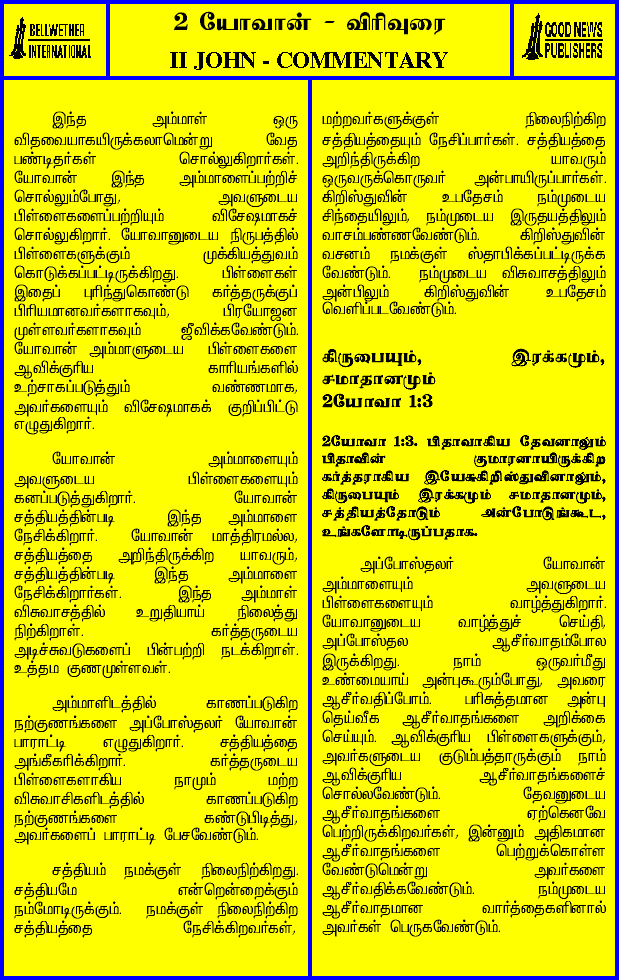 BELLWETHER
INTERNATIONAL
2 யோவான் - விரிவுரை
II JOHN - COMMENTARY
GOOD NEWS
PUBLISHERS
இந்த அம்மாள் ஒரு
விதவையாகயிருக்கலாமென்று வேத
பண்டிதர்கள் சொல்லுகிறார்கள்.
யோவான் இந்த அம்மாளைப்பற்றிச்
சொல்லும்போது, அவளுடைய
பிள்ளைகளைப்பற்றியும் விசேஷமாகச்
சொல்லுகிறார். யோவானுடைய நிருபத்தில்
பிள்ளைகளுக்கும் முக்கியத்துவம்
கொடுக்கப்பட்டிருக்கிறது. பிள்ளைகள்
இதைப் புரிந்துகொண்டு கர்த்தருக்குப்
பிரியமானவர்களாகவும், பிரயோஜன
முள்ளவர்களாகவும் ஜீவிக்கவேண்டும்.
யோவான் அம்மாளுடைய பிள்ளைகளை
ஆவிக்குரிய காரியங்களில்
உற்சாகப்படுத்தும் வண்ணமாக,
அவர்களையும் விசேஷமாகக் குறிப்பிட்டு
எழுதுகிறார்.
யோவான் அம்மாளையும்
அவளுடைய பிள்ளைகளையும்
கனப்படுத்துகிறார். யோவான்
சத்தியத்தின்படி இந்த அம்மாளை
நேசிக்கிறார். யோவான் மாத்திரமல்ல,
சத்தியத்தை அறிந்திருக்கிற யாவரும்,
சத்தியத்தின்படி இந்த அம்மாளை
நேசிக்கிறார்கள். இந்த அம்மாள்
விசுவாசத்தில் உறுதியாய் நிலைத்து
நிற்கிறாள். கர்த்தருடைய
அடிச்சுவடுகளைப் பின்பற்றி நடக்கிறாள்.
உத்தம குணமுள்ளவள்.
அம்மாளிடத்தில் காணப்படுகிற
நற்குணங்களை அப்போஸ்தலர் யோவான்
பாராட்டி எழுதுகிறார். சத்தியத்தை
அங்கீகரிக்கிறார். கர்த்தருடைய
பிள்ளைகளாகிய நாமும் மற்ற
விசுவாசிகளிடத்தில் காணப்படுகிற
நற்குணங்களை கண்டுபிடித்து,
அவர்களைப் பாராட்டி பேசவேண்டும்.
சத்தியம் நமக்குள் நிலைநிற்கிறது.
சத்தியமே என்றென்றைக்கும்
நம்மோடிருக்கும். நமக்குள் நிலைநிற்கிற
சத்தியத்தை நேசிக்கிறவர்கள்,
மற்றவர்களுக்குள் நிலைநிற்கிற
சத்தியத்தையும் நேசிப்பார்கள். சத்தியத்தை
அறிந்திருக்கிற யாவரும்
ஒருவருக்கொருவர் அன்பாயிருப்பார்கள்.
கிறிஸ்துவின் உபதேசம் நம்முடைய
சிந்தையிலும், நம்முடைய இருதயத்திலும்
வாசம்பண்ணவேண்டும். கிறிஸ்துவின்
வசனம் நமக்குள் ஸ்தாபிக்கப்பட்டிருக்க
வேண்டும். நம்முடைய விசுவாசத்திலும்
அன்பிலும் கிறிஸ்துவின் உபதேசம்
வெளிப்படவேண்டும்.
கிருபையும், இரக்கமும்,
சமாதானமும்
2யோவா 1:3
2யோவா 1:3. பிதாவாகிய தேவனாலும்
பிதாவின் குமாரனாயிருக்கிற
கர்த்தராகிய இயேசுகிறிஸ்துவினாலும்,
கிருபையும் இரக்கமும் சமாதானமும்,
சத்தியத்தோடும் அன்போடுங்கூட,
உங்களோடிருப்பதாக.
அப்போஸ்தலர் யோவான்
அம்மாளையும் அவளுடைய
பிள்ளைகளையும் வாழ்த்துகிறார்.
யோவானுடைய வாழ்த்துச் செய்தி,
அப்போஸ்தல ஆசீர்வாதம்போல
இருக்கிறது. நாம் ஒருவர்மீது
உண்மையாய் அன்புகூரும்போது, அவரை
ஆசீர்வதிப்போம். பரிசுத்தமான அன்பு
தெய்வீக ஆசீர்வாதங்களை அறிக்கை
செய்யும். ஆவிக்குரிய பிள்ளைகளுக்கும்,
அவர்களுடைய குடும்பத்தாருக்கும் நாம்
ஆவிக்குரிய ஆசீர்வாதங்களைச்
சொல்லவேண்டும். தேவனுடைய
ஆசீர்வாதங்களை ஏற்கெனவே
பெற்றிருக்கிறவர்கள், இன்னும் அதிகமான
ஆசீர்வாதங்களை பெற்றுக்கொள்ள
வேண்டுமென்று அவர்களை
ஆசீர்வதிக்கவேண்டும். நம்முடைய
ஆசீர்வாதமான வார்த்தைகளினால்
அவர்கள் பெருகவேண்டும்.